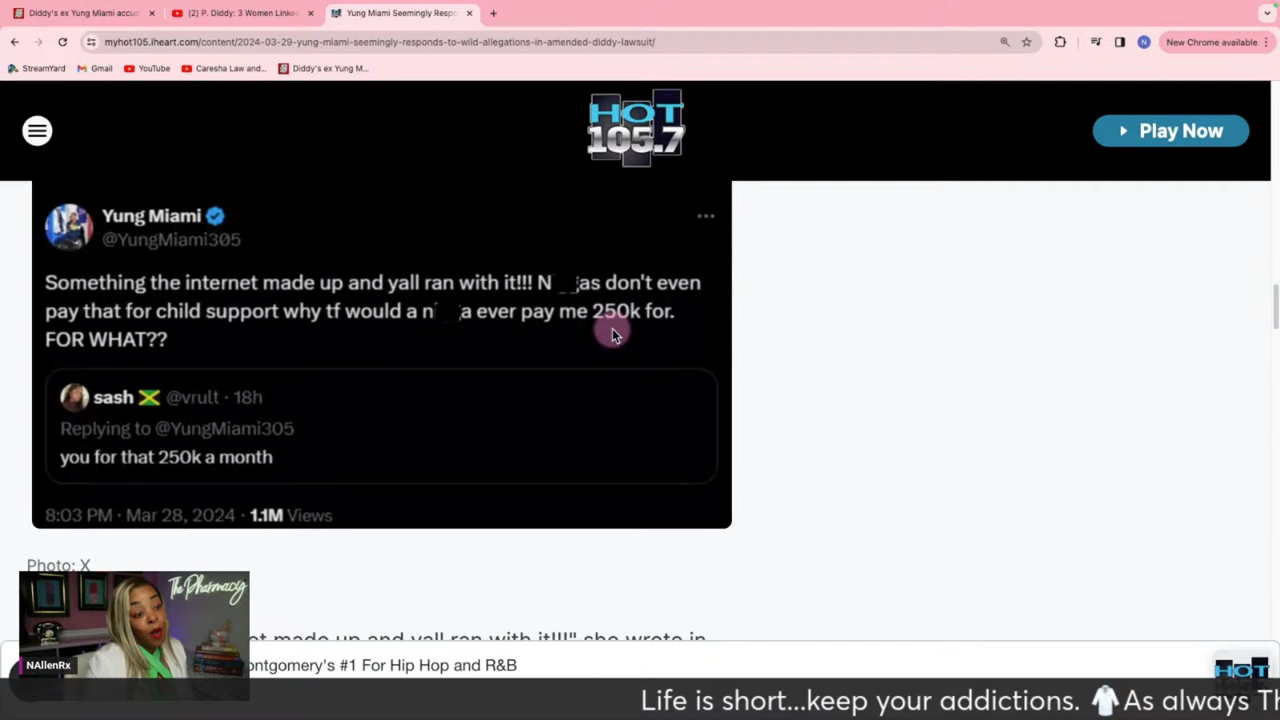 Diddy's ex Young Miami accu
(2) P. Diddy: 3 Women Linke
Yung Miami Seemingly Respo
myhot105.iheart.com/content/2024-03-29-yung-miami-seemingly-responds-to-wild-allegations-in-amended-diddy-lawsuit/
New Chrome available
StreamYard
Gmail
YouTube
Caresha Law and...
Diddy's ex Yung M...
HOT
105.7
Play Now
Yung Miami
@YungMiami305
Something the internet made up and yall ran with it!!! N as don't even
pay that for child support why tf would a n a ever pay me 250k for.
FOR WHAT??
sash @vrult · 18h
Replying to @YungMiami305
you for that 250k a month
8:03 PM · Mar 28, 2024 · 1.1M Views
Photo: X
The Pharmacy
made up and yall ran with it!!!" she wrote in
NAllenRx
ontgomery's #1 For Hip Hop and R&B
HOT
Life is short...keep your addictions. As always Th